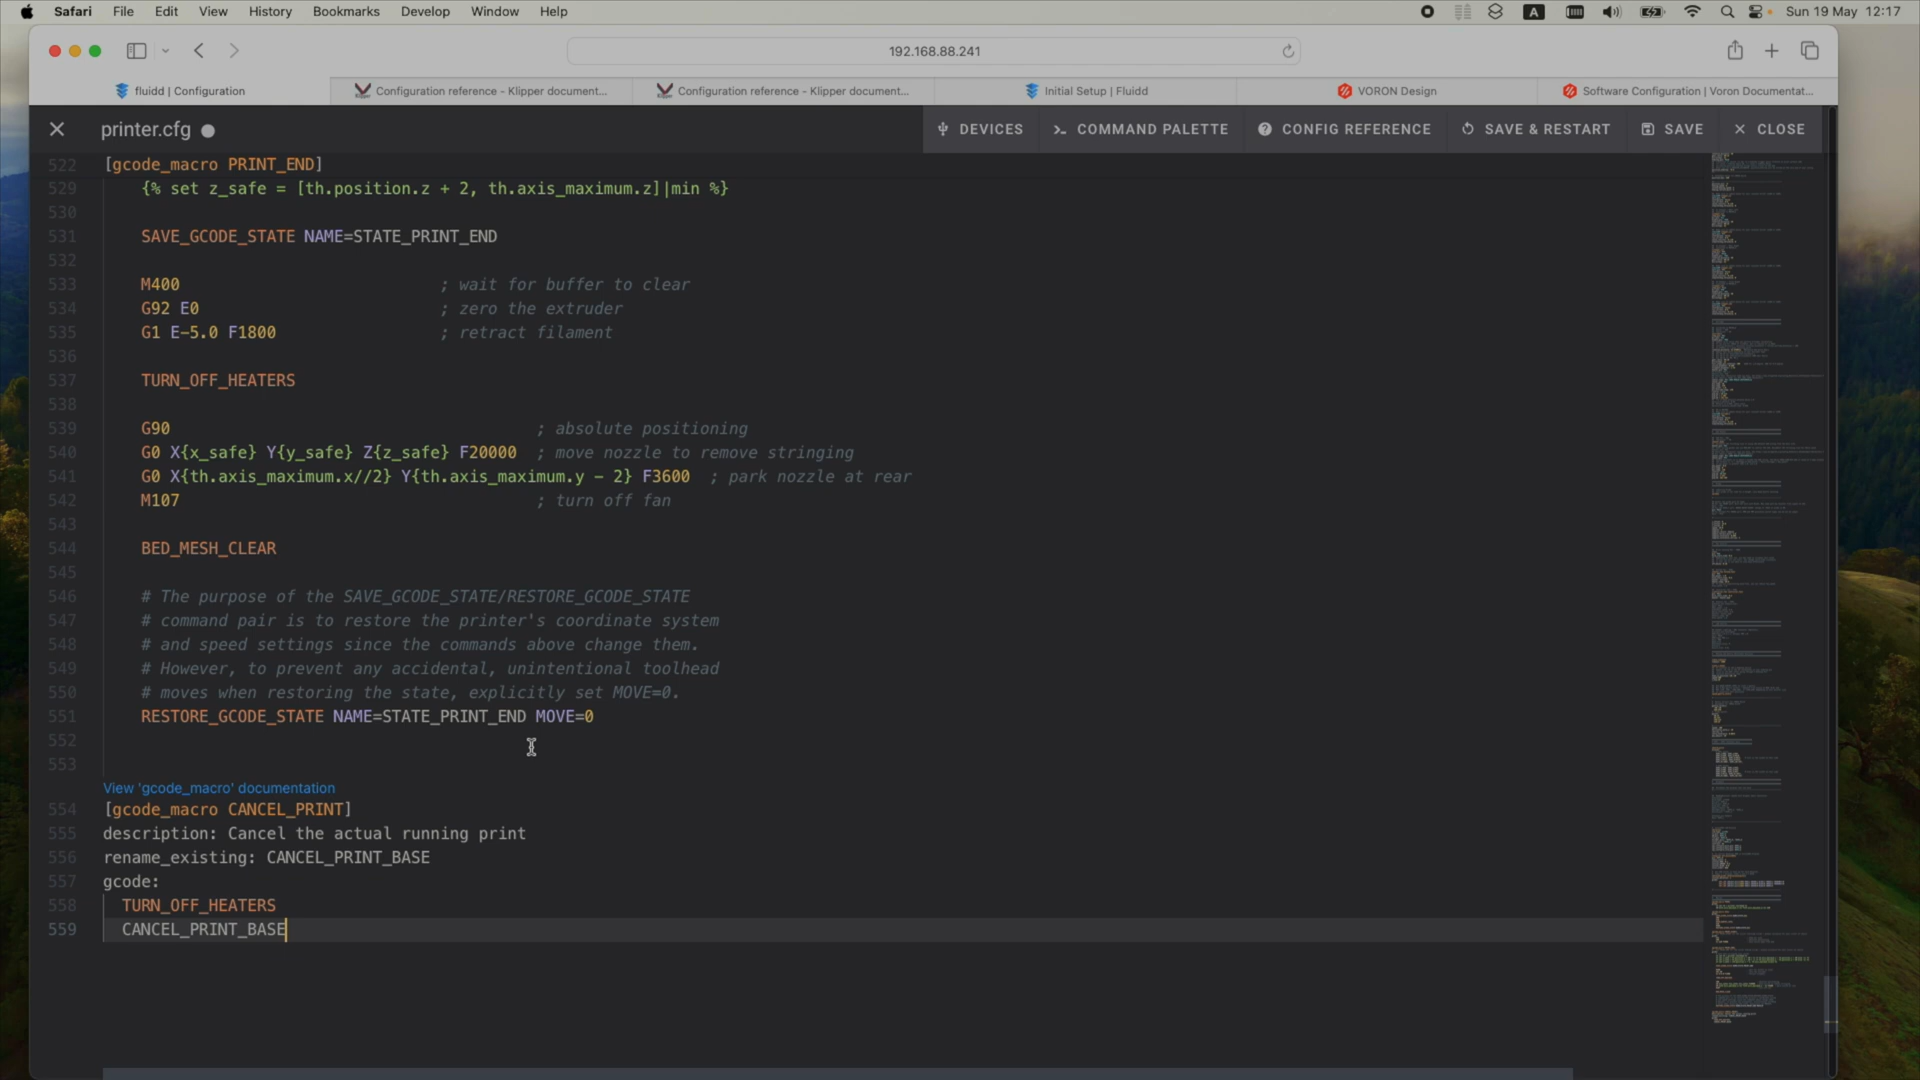 Safari File Edit View History Bookmarks Develop Window Help A Sun 19 May 12:17
192.168.88.241
fluidd | Configuration Configuration reference - Klipper document... Configuration reference - Klipper document... Initial Setup | Fluidd VORON Design Software Configuration | Voron Documentat...
printer.cfg DEVICES COMMAND PALETTE CONFIG REFERENCE SAVE & RESTART SAVE CLOSE
522 [gcode_macro PRINT_END]
529 {% set z_safe = [th.position.z + 2, th.axis_maximum.z]|min %}
530
531 SAVE_GCODE_STATE NAME=STATE_PRINT_END
532
533 M400 ; wait for buffer to clear
534 G92 E0 ; zero the extruder
535 G1 E-5.0 F1800 ; retract filament
536
537 TURN_OFF_HEATERS
538
539 G90 ; absolute positioning
540 G0 X{x_safe} Y{y_safe} Z{z_safe} F20000 ; move nozzle to remove stringing
541 G0 X{th.axis_maximum.x//2} Y{th.axis_maximum.y - 2} F3600 ; park nozzle at rear
542 M107 ; turn off fan
543
544 BED_MESH_CLEAR
545
546 # The purpose of the SAVE_GCODE_STATE/RESTORE_GCODE_STATE
547 # command pair is to restore the printer's coordinate system
548 # and speed settings since the commands above change them.
549 # However, to prevent any accidental, unintentional toolhead
550 # moves when restoring the state, explicitly set MOVE=0.
551 RESTORE_GCODE_STATE NAME=STATE_PRINT_END MOVE=0
552
553
View 'gcode_macro' documentation
554 [gcode_macro CANCEL_PRINT]
555 description: Cancel the actual running print
556 rename_existing: CANCEL_PRINT_BASE
557 gcode:
558 TURN_OFF_HEATERS
559 CANCEL_PRINT_BASE